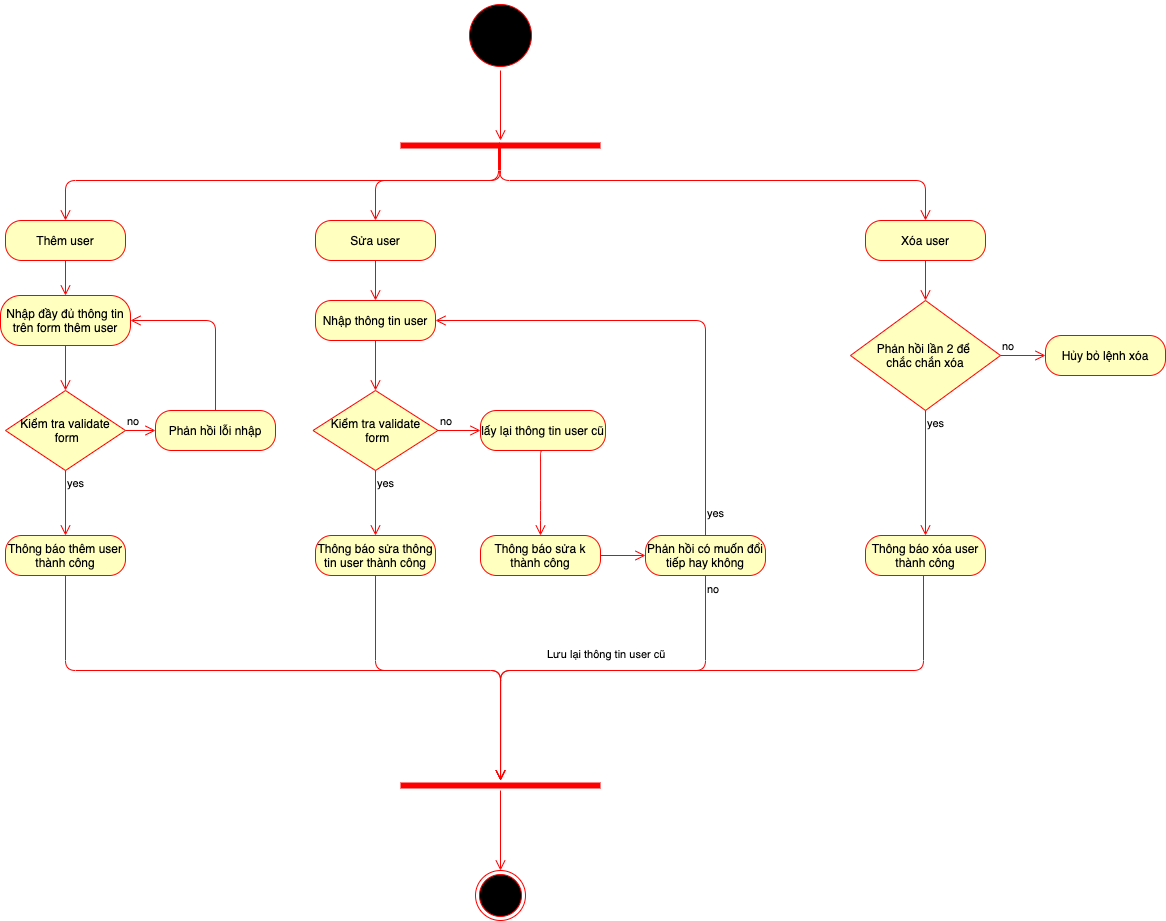 Thêm user
Sửa user
Xóa user
Nhập đầy đủ thông tin
trên form thêm user
Nhập thông tin user
Phản hồi lần 2 để
chắc chắn xóa
no
Hủy bỏ lệnh xóa
Kiểm tra validate
form
no
Phản hồi lỗi nhập
Kiểm tra validate
form
no
lấy lại thông tin user cũ
yes
yes
yes
yes
Thông báo thêm user
thành công
Thông báo sửa thông
tin user thành công
Thông báo sửa k
thành công
Phản hồi có muốn đổi
tiếp hay không
Thông báo xóa user
thành công
no
Lưu lại thông tin user cũ